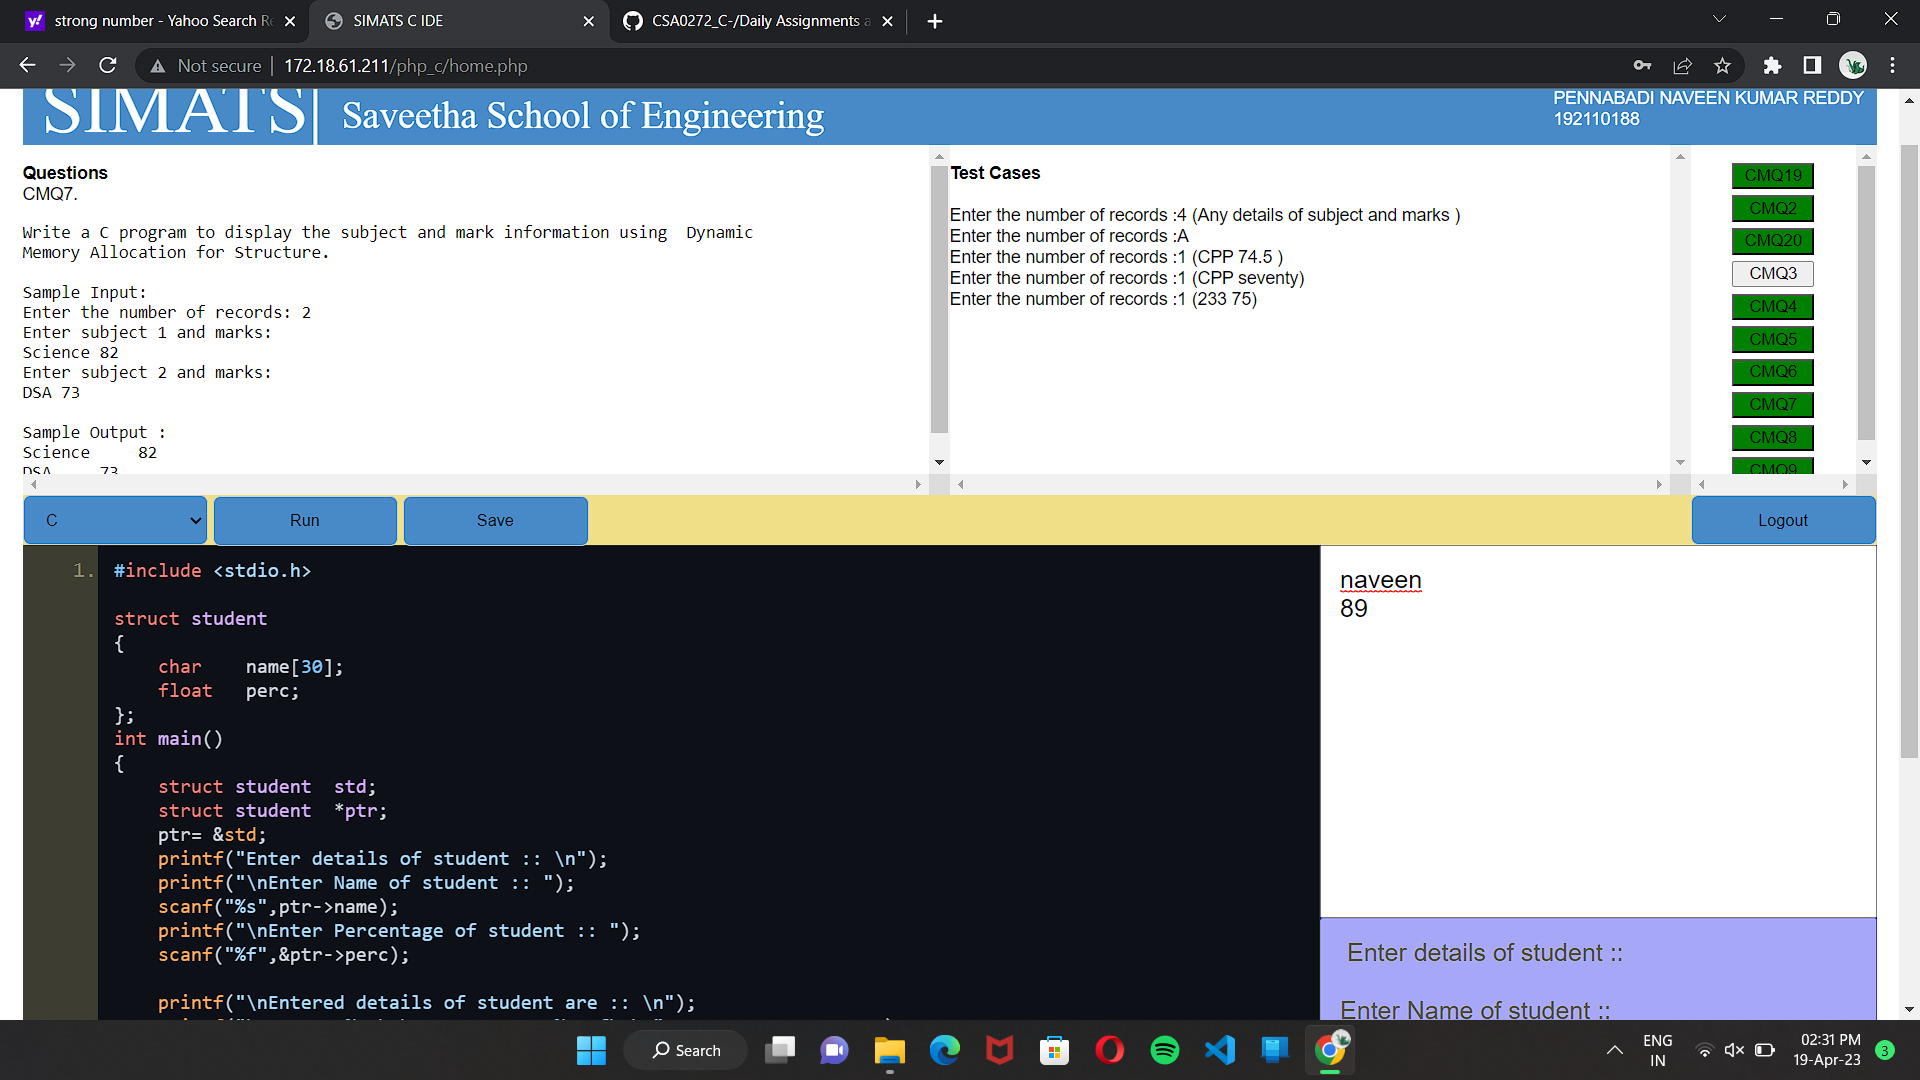 strong number - Yahoo Search Re
SIMATS C IDE
CSA0272_C-/Daily Assignments a
Not secure
172.18.61.211/php_c/home.php
SIMATS
Saveetha School of Engineering
PENNABADI NAVEEN KUMAR REDDY
192110188
Questions
CMQ7.
Write a C program to display the subject and mark information using  Dynamic
Memory Allocation for Structure.
Sample Input:
Enter the number of records: 2
Enter subject 1 and marks:
Science 82
Enter subject 2 and marks:
DSA 73
Sample Output :
Science     82
DSA     73
Test Cases
Enter the number of records :4 (Any details of subject and marks )
Enter the number of records :A
Enter the number of records :1 (CPP 74.5 )
Enter the number of records :1 (CPP seventy)
Enter the number of records :1 (233 75)
CMQ19
CMQ2
CMQ20
CMQ3
CMQ4
CMQ5
CMQ6
CMQ7
CMQ8
CMQ9
C
Run
Save
Logout
1.
#include <stdio.h>
struct student
{
    char    name[30];
    float   perc;
};
int main()
{
    struct student  std;
    struct student  *ptr;
    ptr= &std;
    printf("Enter details of student :: \n");
    printf("\nEnter Name of student :: ");
    scanf("%s",ptr->name);
    printf("\nEnter Percentage of student :: ");
    scanf("%f",&ptr->perc);
    printf("\nEntered details of student are :: \n");
naveen
89
Enter details of student ::
Enter Name of student ::
Search
ENG
IN
02:31 PM
19-Apr-23
3